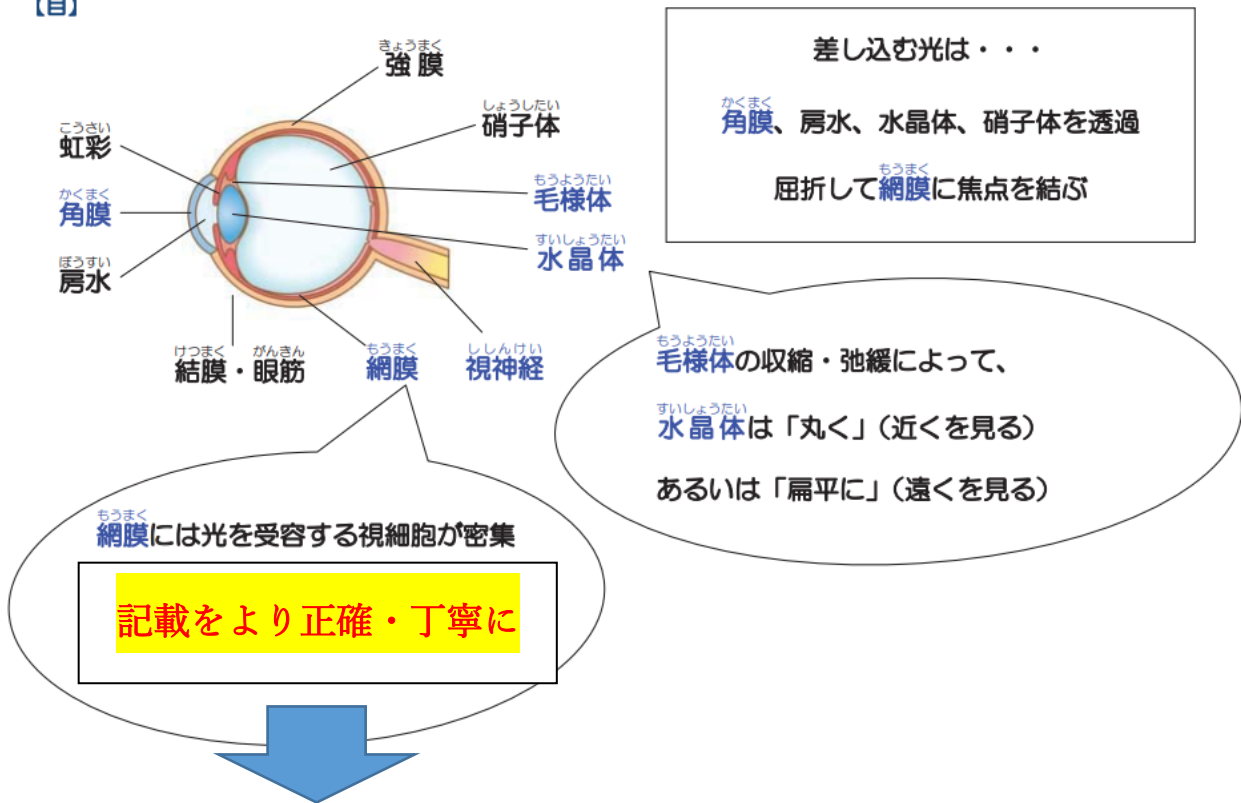 【目】
きょうまく
強膜
しょうしたい
硝子体
こうさい
虹彩
もうようたい
毛様体
かくまく
角膜
すいしょうたい
水晶体
ぼうすい
房水
けつまく がんきん
結膜・眼筋
もうまく
網膜
ししんけい
視神経
差し込む光は・・・
かくまく
角膜、房水、水晶体、硝子体を透過
もうまく
屈折して網膜に焦点を結ぶ
もうようたい
毛様体の収縮・弛緩によって、
すいしょうたい
水晶体は「丸く」（近くを見る）
あるいは「扁平に」（遠くを見る）
もうまく
網膜には光を受容する視細胞が密集
記載をより正確・丁寧に